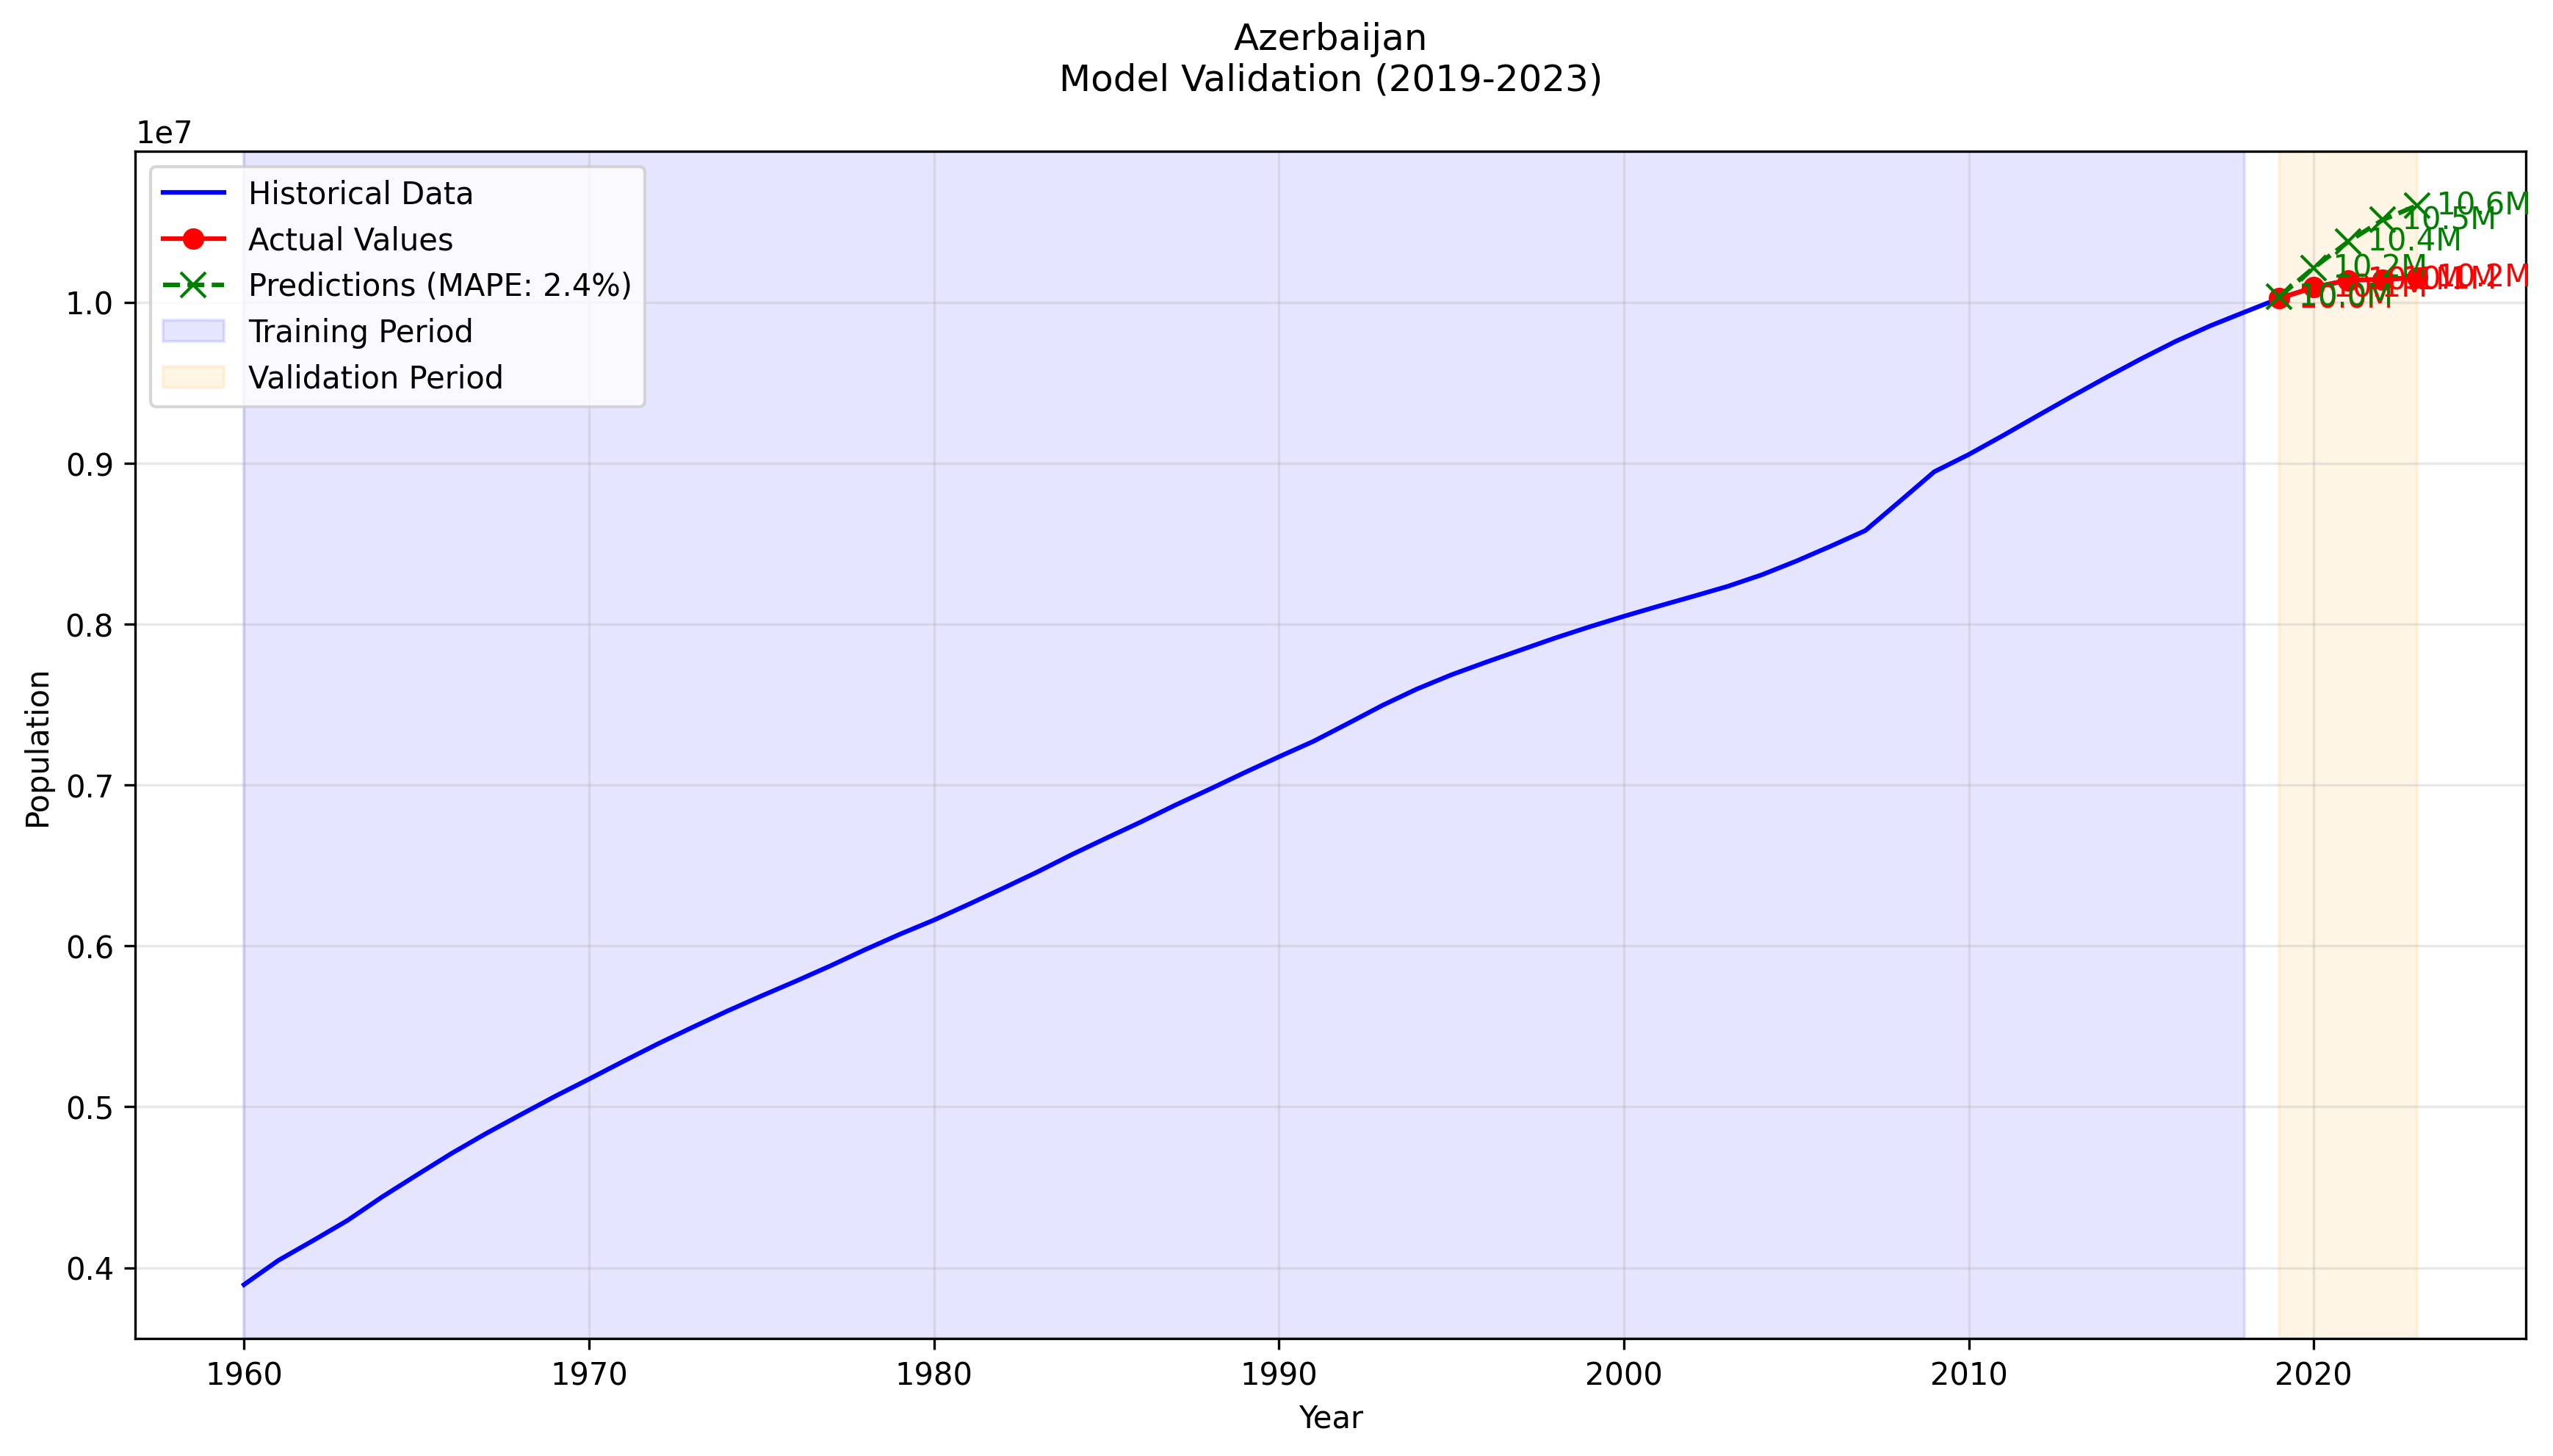 Azerbaijan
Model Validation (2019-2023)
1e7
Historical Data
Actual Values
Predictions (MAPE: 2.4%)
Training Period
Validation Period
10.6M
10.5M
10.4M
10.2M
10.2M
10.0M
1.0
0.9
0.8
0.7
0.6
0.5
0.4
Population
1960
1970
1980
1990
2000
2010
2020
Year